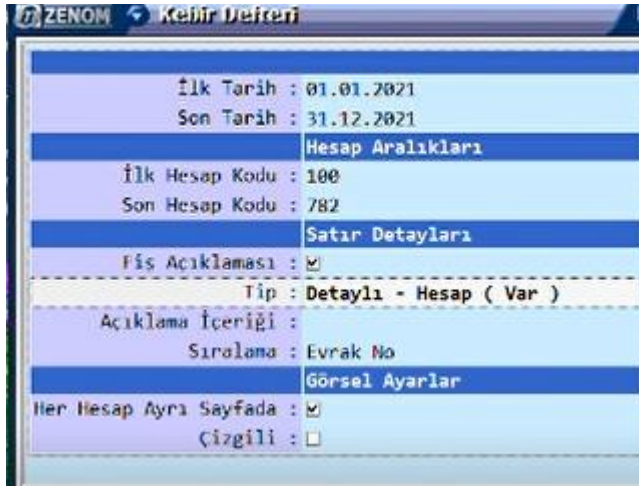 ZENOM Kebir Defteri
İlk Tarih : 01.01.2021
Son Tarih : 31.12.2021
Hesap Aralıkları
İlk Hesap Kodu : 100
Son Hesap Kodu : 782
Satır Detayları
Fiş Açıklaması :
Tip : Detaylı - Hesap ( Var )
Açıklama İçeriği :
Sıralama : Evrak No
Görsel Ayarlar
Her Hesap Ayrı Sayfada :
Çizgili :